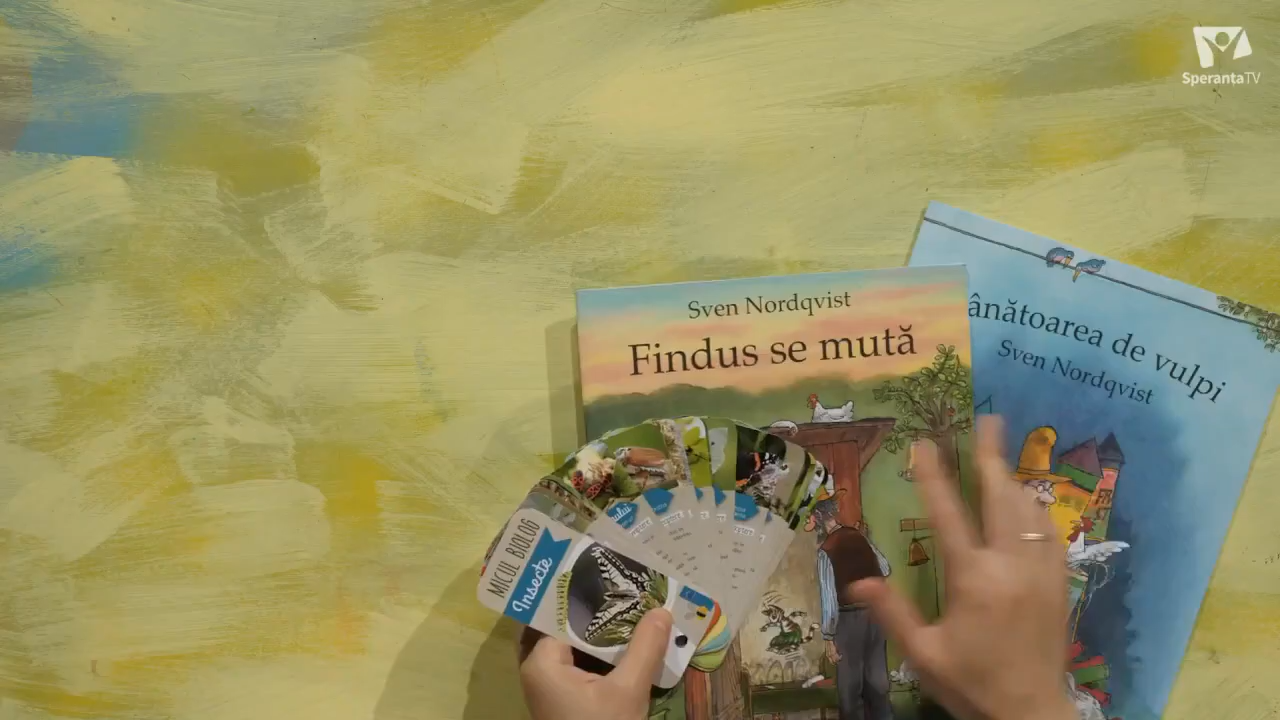 SperantaTV
Sven Nordqvist
Findus se mută
ânătoarea de vulpi
Sven Nordqvist
MICUL BIOLOG
Insecte